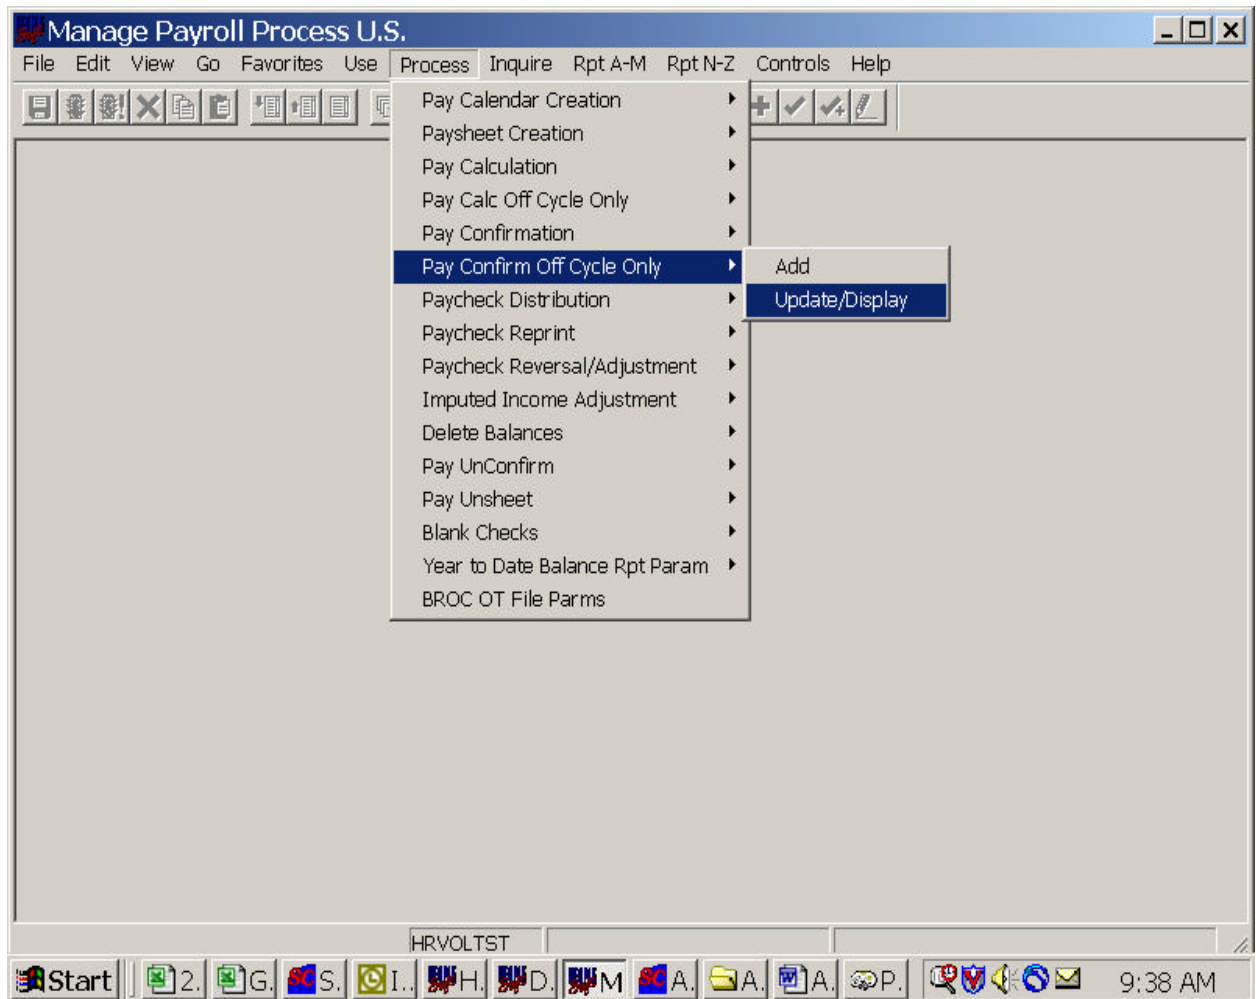 Manage Payroll Process U.S.
File Edit View Go Favorites Use Process Inquire Rpt A-M Rpt N-Z Controls Help
Pay Calendar Creation
Paysheet Creation
Pay Calculation
Pay Calc Off Cycle Only
Pay Confirmation
Pay Confirm Off Cycle Only
Add
Paycheck Distribution
Update/Display
Paycheck Reprint
Paycheck Reversal/Adjustment
Imputed Income Adjustment
Delete Balances
Pay UnConfirm
Pay Unsheet
Blank Checks
Year to Date Balance Rpt Param
BROC OT File Parms
HRVOLTST
Start 2. G. SC S. I.. H. D. M SC A. A. A. P. 9:38 AM